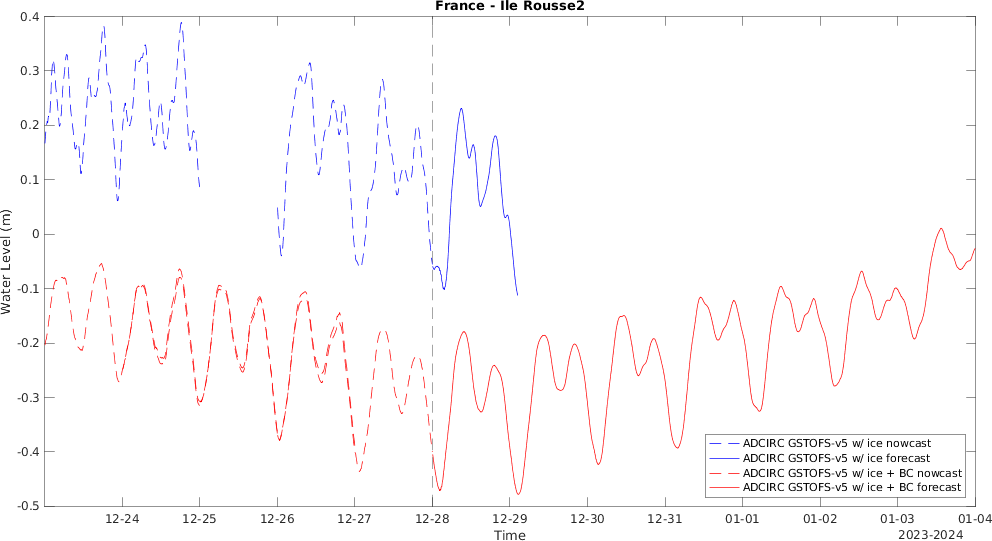 France - Ile Rousse2
Water Level (m)
0.4
0.3
0.2
0.1
0
-0.1
-0.2
-0.3
-0.4
-0.5
ADCIRC GSTOFS-v5 w/ ice nowcast
ADCIRC GSTOFS-v5 w/ ice forecast
ADCIRC GSTOFS-v5 w/ ice + BC nowcast
ADCIRC GSTOFS-v5 w/ ice + BC forecast
12-24 12-25 12-26 12-27 12-28 12-29 12-30 12-31 01-01 01-02 01-03 01-04
Time
2023-2024